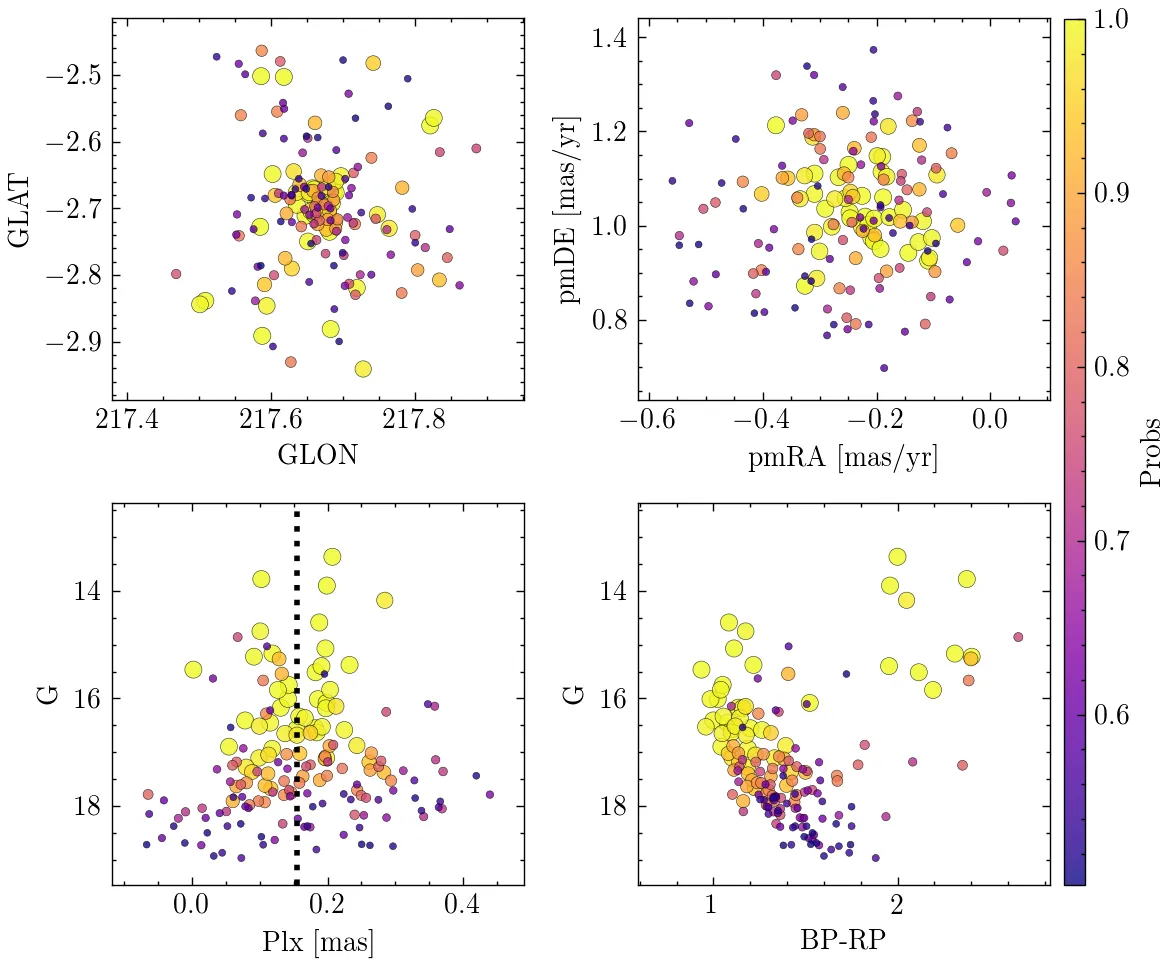 −2.5
−2.6
−2.7
−2.8
−2.9
GLAT
217.4 217.6 217.8
GLON
1.4
1.2
1.0
0.8
pmDE [mas/yr]
−0.6 −0.4 −0.2 0.0
pmRA [mas/yr]
14
16
18
G
0.0 0.2 0.4
Plx [mas]
14
16
18
G
1 2
BP-RP
1.0
0.9
0.8
0.7
0.6
Probs